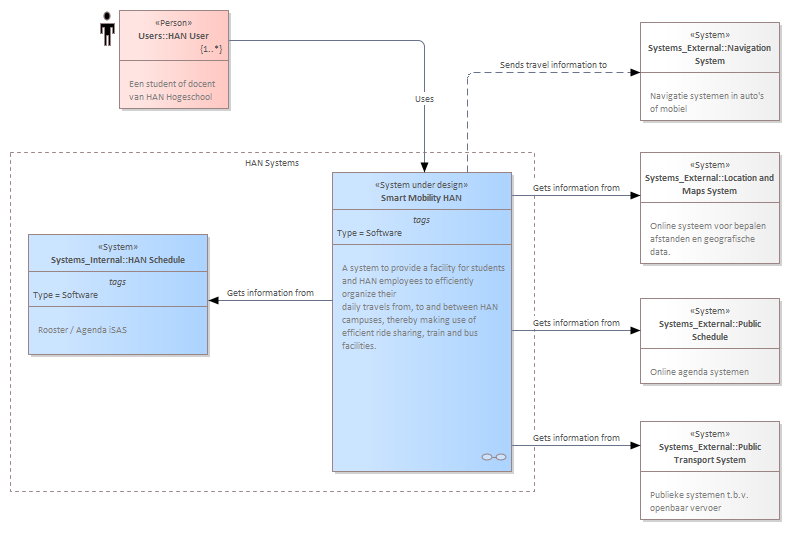 «Person»
Users::HAN User
{1..*}
Een student of docent
van HAN Hogeschool
Uses
Sends travel information to
«System»
Systems_External::Navigation
System
Navigatie systemen in auto's
of mobiel
HAN Systems
«System under design»
Smart Mobility HAN
tags
Type = Software
A system to provide a facility for students
and HAN employees to efficiently
organize their
daily travels from, to and between HAN
campuses, thereby making use of
efficient ride sharing, train and bus
facilities.
Gets information from
«System»
Systems_External::Location and
Maps System
Online systeem voor bepalen
afstanden en geografische
data.
«System»
Systems_Internal::HAN Schedule
tags
Type = Software
Rooster / Agenda iSAS
Gets information from
Gets information from
«System»
Systems_External::Public
Schedule
Online agenda systemen
Gets information from
«System»
Systems_External::Public
Transport System
Publieke systemen t.b.v.
openbaar vervoer